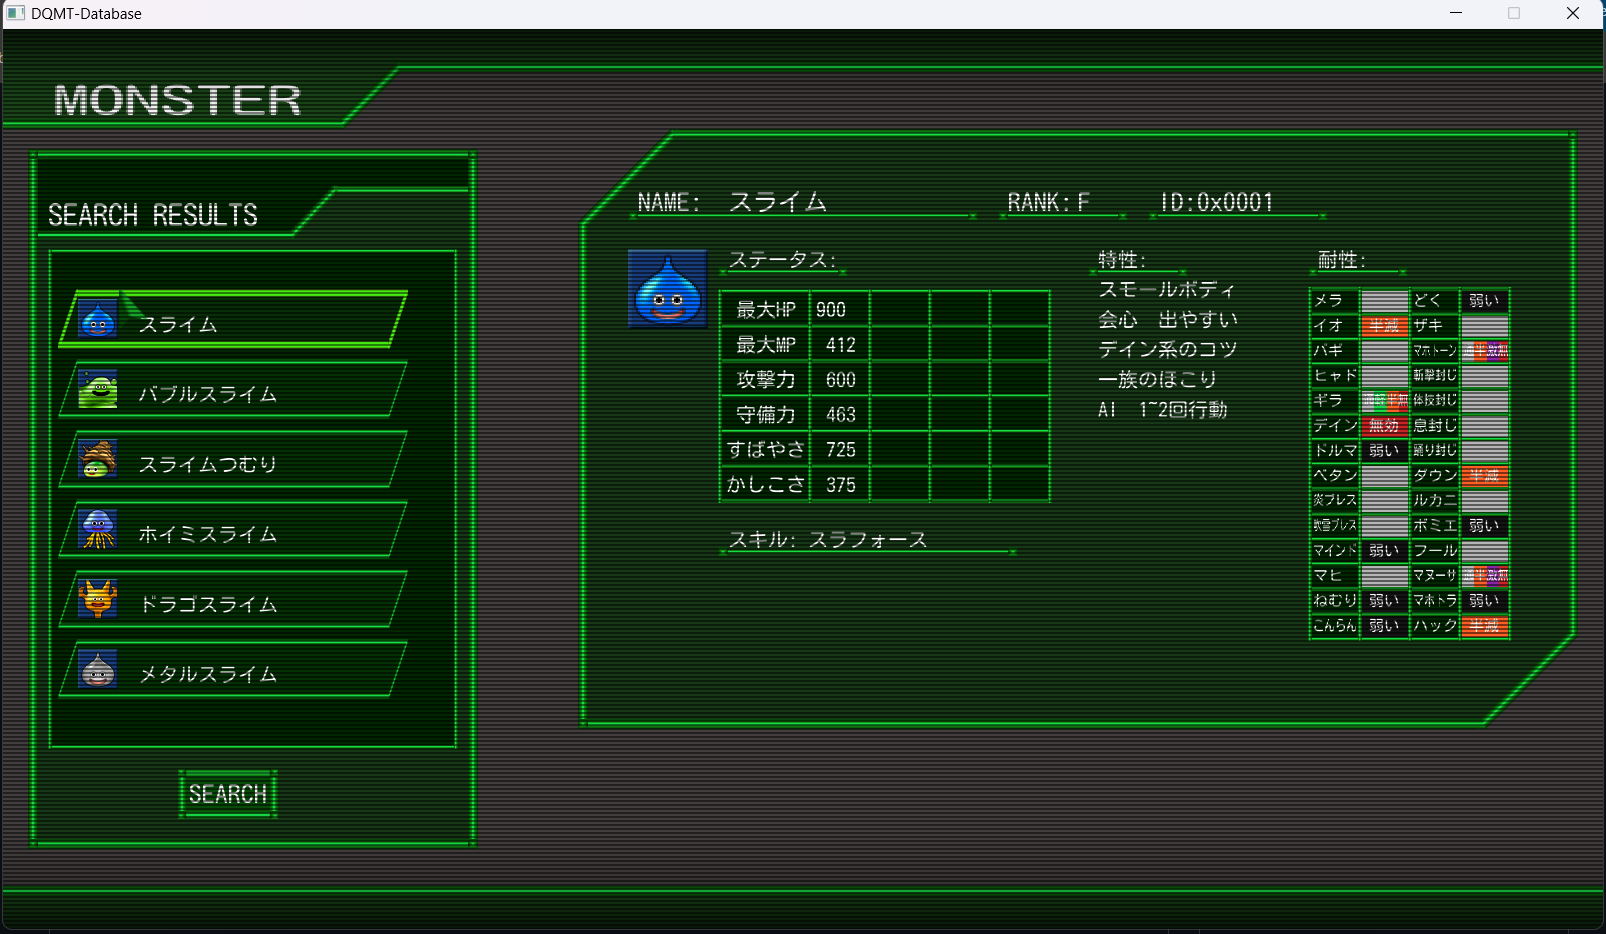 DQMT-Database
MONSTER
SEARCH RESULTS
スライム
バブルスライム
スライムつむり
ホイミスライム
ドラゴスライム
メタルスライム
SEARCH
NAME: スライム RANK:F ID:0x0001
ステータス:
最大HP 900
最大MP 412
攻撃力 600
守備力 463
すばやさ 725
かしこさ 375
スキル: スラフォース
特性:
スモールボディ
会心 出やすい
デイン系のコツ
一族のほこり
AI 1~2回行動
耐性:
メラ どく 弱い
イオ 半減 ザキ
バギ マホトーン 半激無
ヒャド 斬撃封じ
ギラ 軽半無 体技封じ
デイン 無効 息封じ
ドルマ 弱い 踊り封じ
ベタン ダウン 半減
炎ブレス ルカニ
吹雪ブレス ボミエ 弱い
マインド 弱い フール
マヒ マヌーサ 半激無
ねむり 弱い マホトラ 弱い
こんらん 弱い ハック 半減